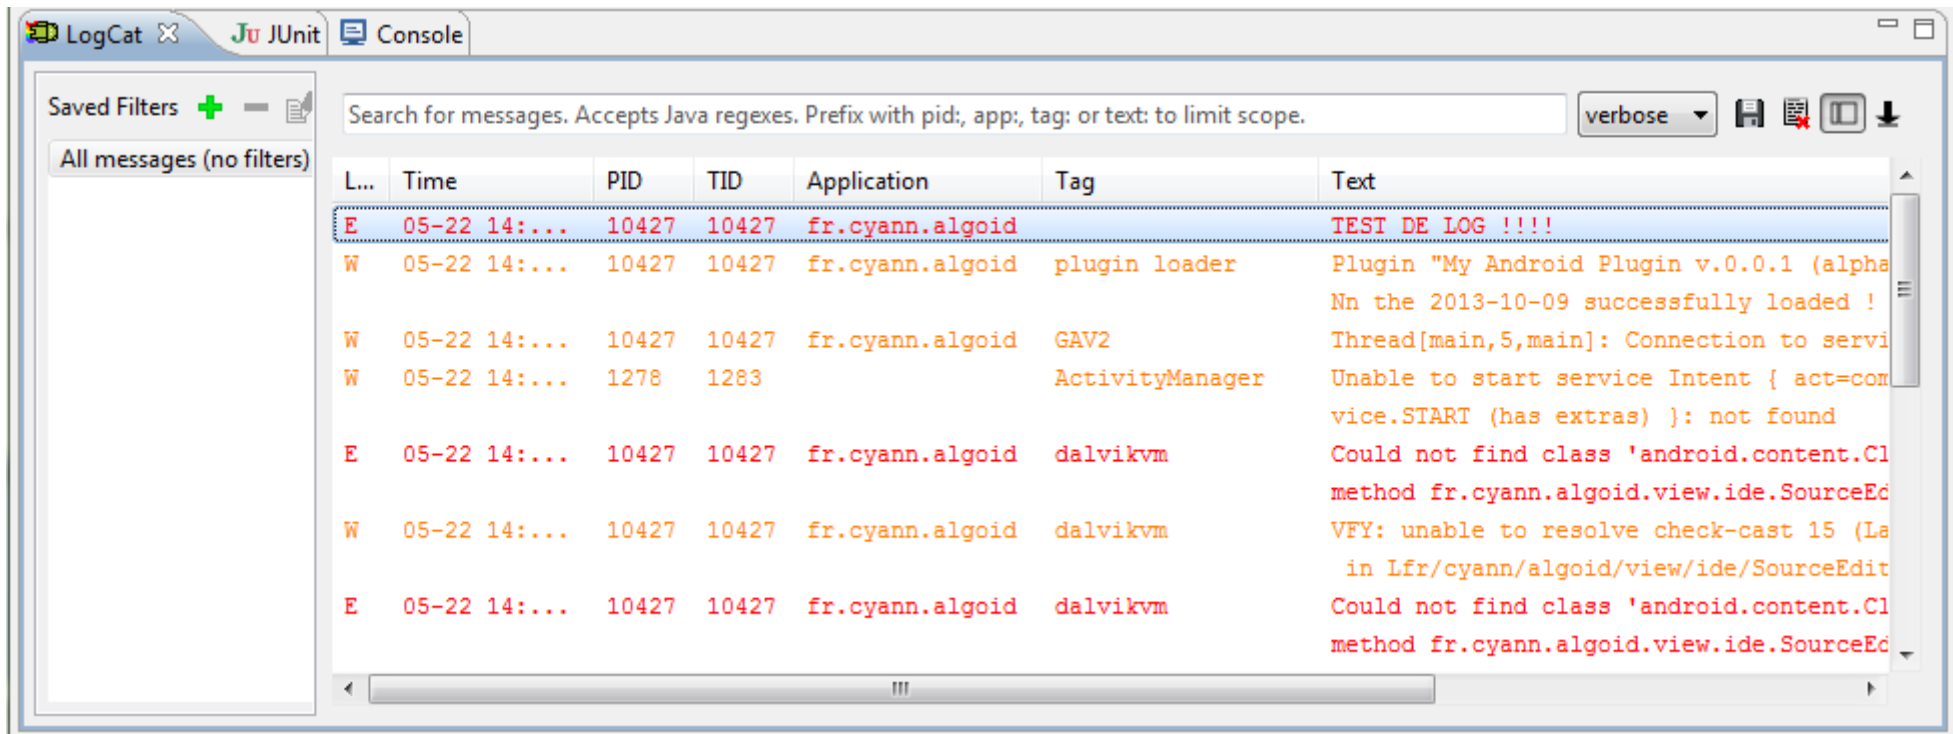 LogCat JUnit Console
Saved Filters
All messages (no filters)
Search for messages. Accepts Java regexes. Prefix with pid:, app:, tag: or text: to limit scope. verbose
L... Time PID TID Application Tag Text
E 05-22 14:... 10427 10427 fr.cyann.algoid TEST DE LOG !!!!
W 05-22 14:... 10427 10427 fr.cyann.algoid plugin loader Plugin "My Android Plugin v.0.0.1 (alpha
Nn the 2013-10-09 successfully loaded !
W 05-22 14:... 10427 10427 fr.cyann.algoid GAV2 Thread[main,5,main]: Connection to servi
W 05-22 14:... 1278 1283 ActivityManager Unable to start service Intent { act=com
vice.START (has extras) }: not found
E 05-22 14:... 10427 10427 fr.cyann.algoid dalvikvm Could not find class 'android.content.Cl
method fr.cyann.algoid.view.ide.SourceEd
W 05-22 14:... 10427 10427 fr.cyann.algoid dalvikvm VFY: unable to resolve check-cast 15 (La
in Lfr/cyann/algoid/view/ide/SourceEdit
E 05-22 14:... 10427 10427 fr.cyann.algoid dalvikvm Could not find class 'android.content.Cl
method fr.cyann.algoid.view.ide.SourceEd